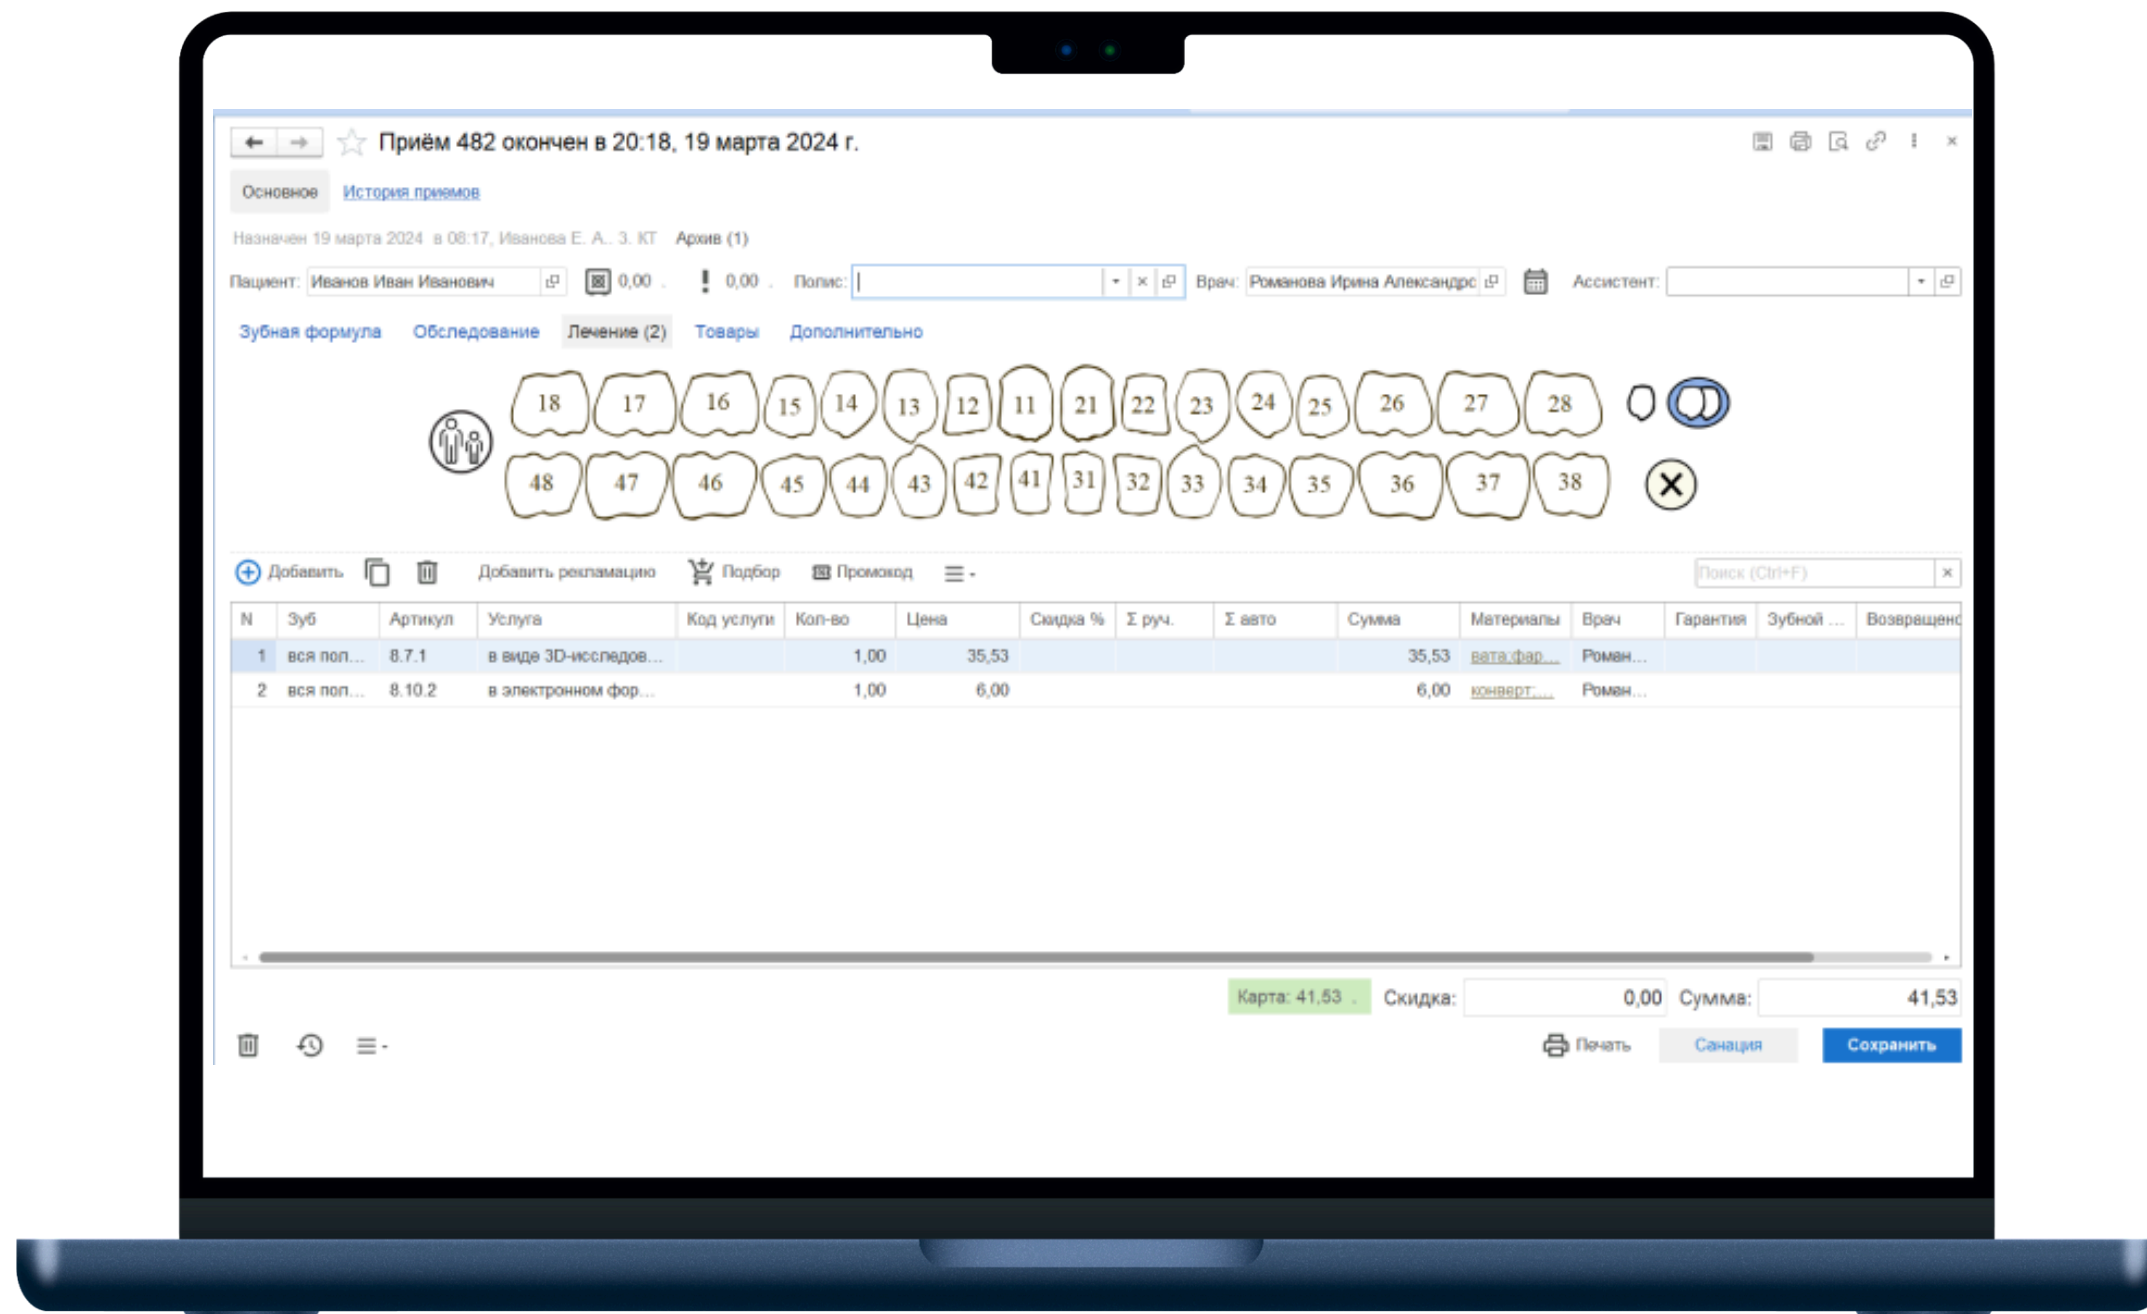 Приём 482 окончен в 20:18, 19 марта 2024 г.
Основное История приемов
Назначен 19 марта 2024 в 08:17, Иванова Е. А.. 3. КТ Архив (1)
Пациент: Иванов Иван Иванович 0,00 . 0,00 . Полис: Врач: Романова Ирина Александрс Ассистент:
Зубная формула Обследование Лечение (2) Товары Дополнительно
18 17 16 15 14 13 12 11 21 22 23 24 25 26 27 28
48 47 46 45 44 43 42 41 31 32 33 34 35 36 37 38
Добавить Добавить рекламацию Подбор Промокод Поиск (Ctrl+F)
N Зуб Артикул Услуга Код услуги Кол-во Цена Скидка % Σ руч. Σ авто Сумма Материалы Врач Гарантия Зубной ... Возвращенс
1 вся пол... 8.7.1 в виде 3D-исследов... 1,00 35,53 35,53 вата;фар... Роман...
2 вся пол... 8.10.2 в электронном фор... 1,00 6,00 6,00 конверт;... Роман...
Карта: 41,53 . Скидка: 0,00 Сумма: 41,53
Печать Санация Сохранить